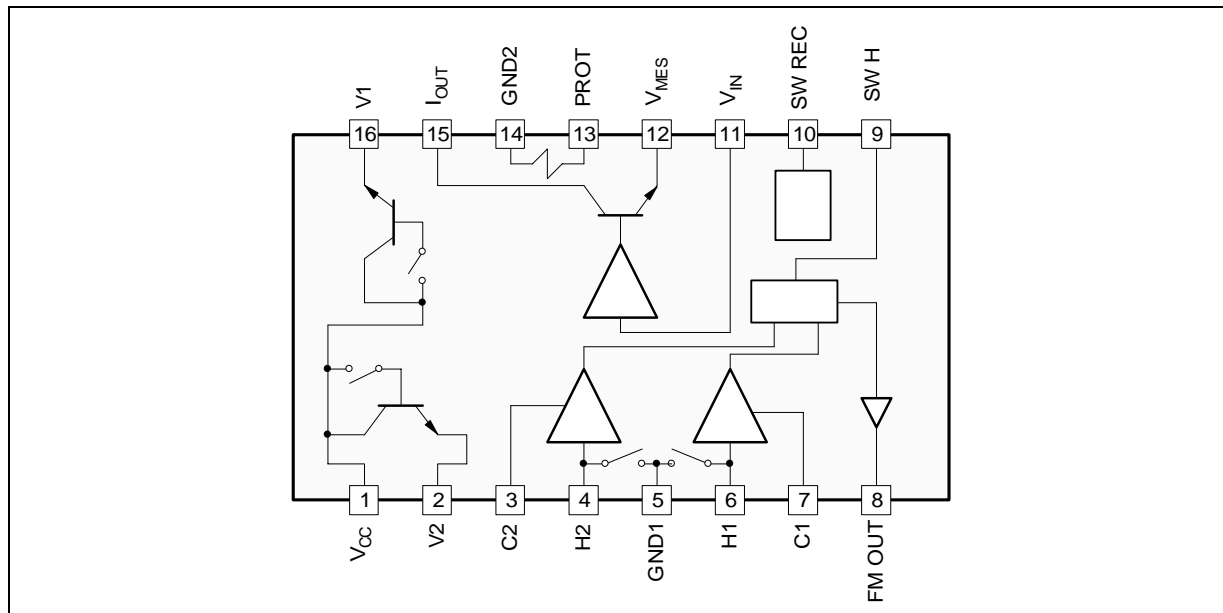 V1
IOUT
GND2
PROT
VMES
VIN
SW REC
SW H
16
15
14
13
12
11
10
9
1
2
3
4
5
6
7
8
VCC
V2
C2
H2
GND1
H1
C1
FM OUT